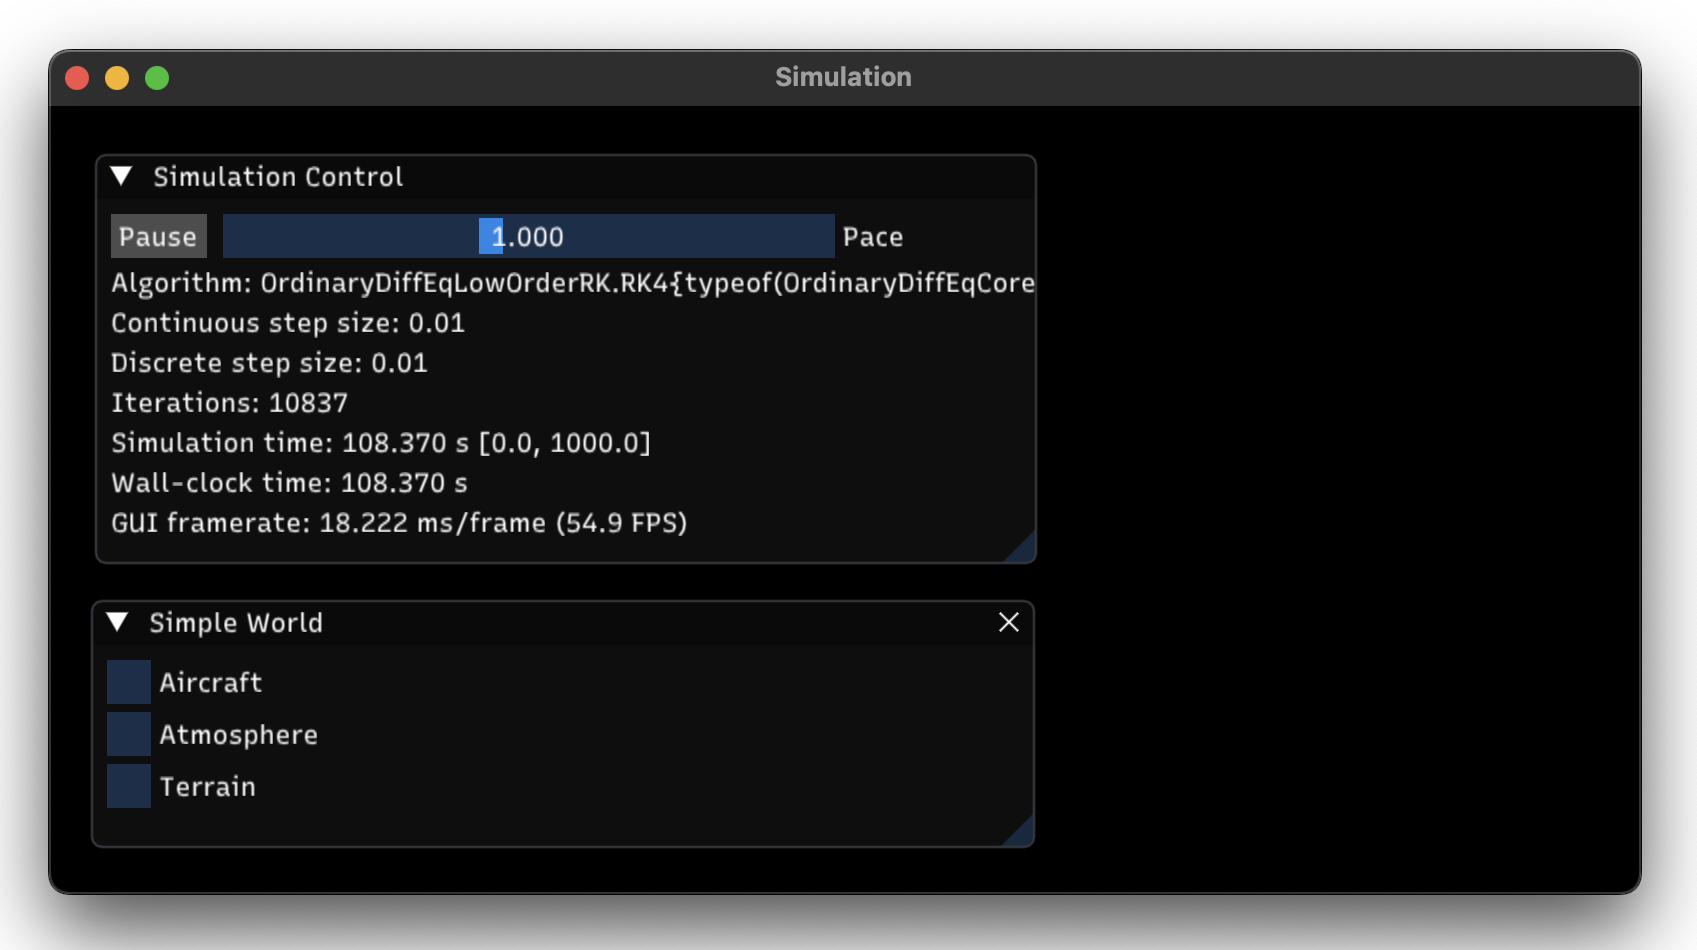 Simulation
Simulation Control
Pause 1.000 Pace
Algorithm: OrdinaryDiffEqLowOrderRK.RK4{typeof(OrdinaryDiffEqCore
Continuous step size: 0.01
Discrete step size: 0.01
Iterations: 10837
Simulation time: 108.370 s [0.0, 1000.0]
Wall-clock time: 108.370 s
GUI framerate: 18.222 ms/frame (54.9 FPS)
Simple World
Aircraft
Atmosphere
Terrain